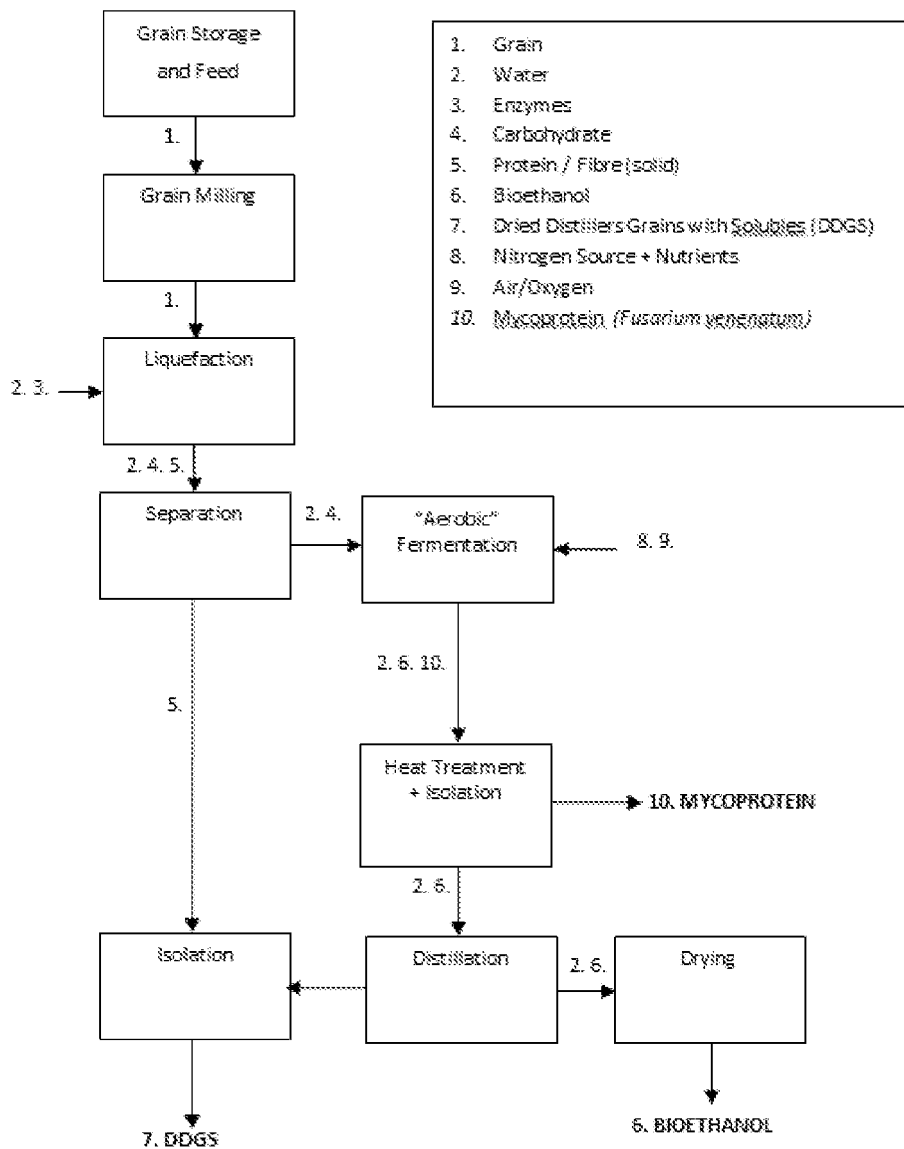 Grain Storage
and Feed
1.
Grain Milling
1.
Liquefaction
2. 3.
2. 4. 5.
Separation
2. 4.
"Aerobic"
Fermentation
8. 9.
2. 6. 10.
5.
Heat Treatment
+ Isolation
10. MYCOPROTEIN
2. 6.
Isolation
Distillation
2. 6.
Drying
7. DDGS
6. BIOETHANOL
1. Grain
2. Water
3. Enzymes
4. Carbohydrate
5. Protein / Fibre (solid)
6. Bioethanol
7. Dried Distillers Grains with Solubles (DDGS)
8. Nitrogen Source + Nutrients
9. Air/Oxygen
10. Mycoprotein (Fusarium venenatum)